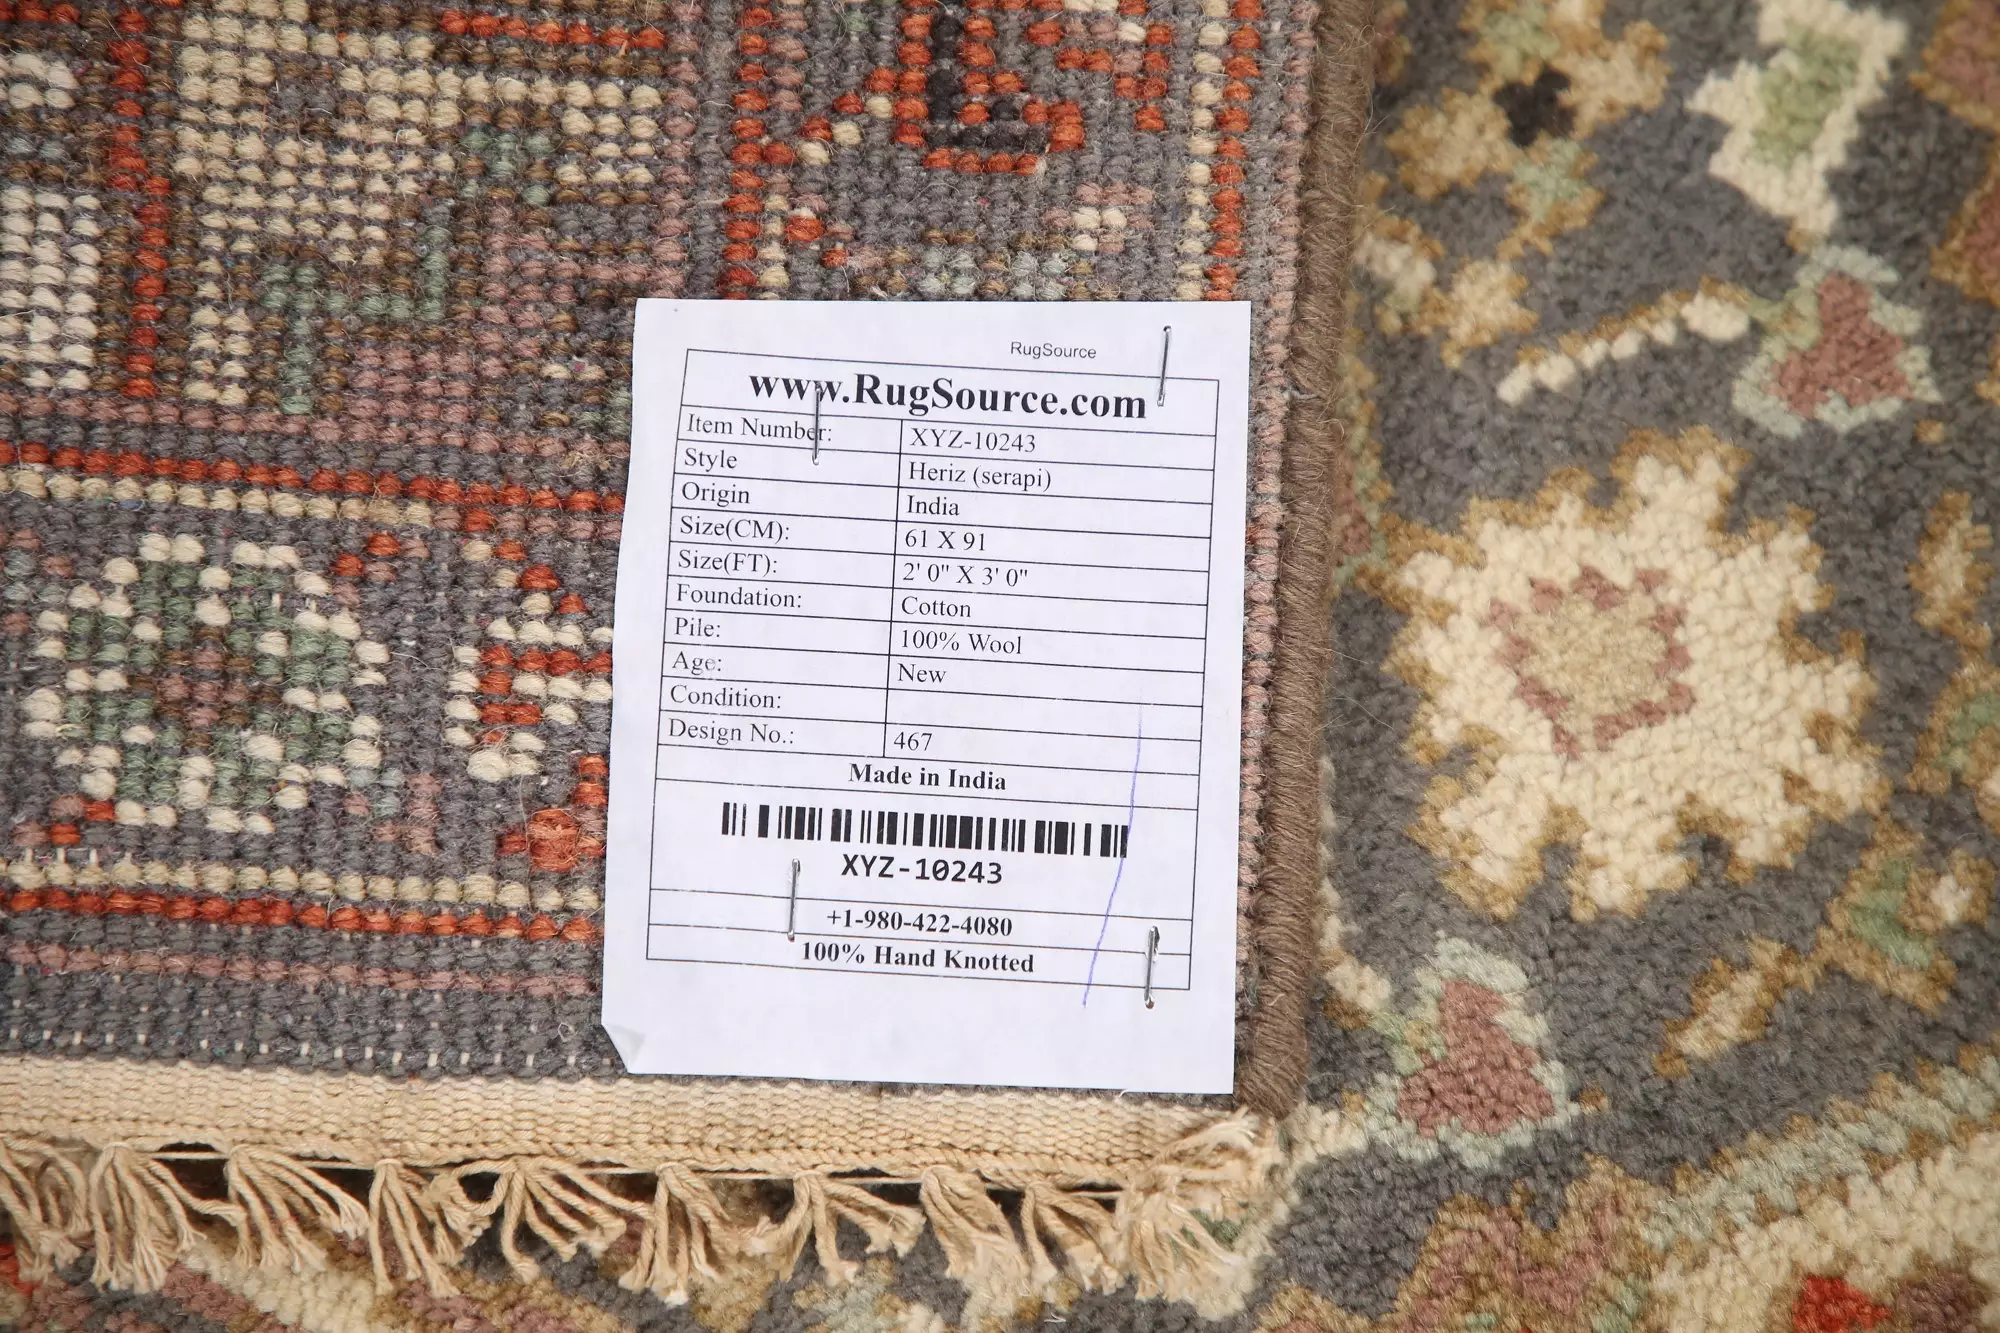 RugSource
www.RugSource.com
Item Number: XYZ-10243
Style Heriz (serapi)
Origin India
Size(CM): 61 X 91
Size(FT): 2' 0" X 3' 0"
Foundation: Cotton
Pile: 100% Wool
Age: New
Condition:
Design No.: 467
Made in India
XYZ-10243
+1-980-422-4080
100% Hand Knotted